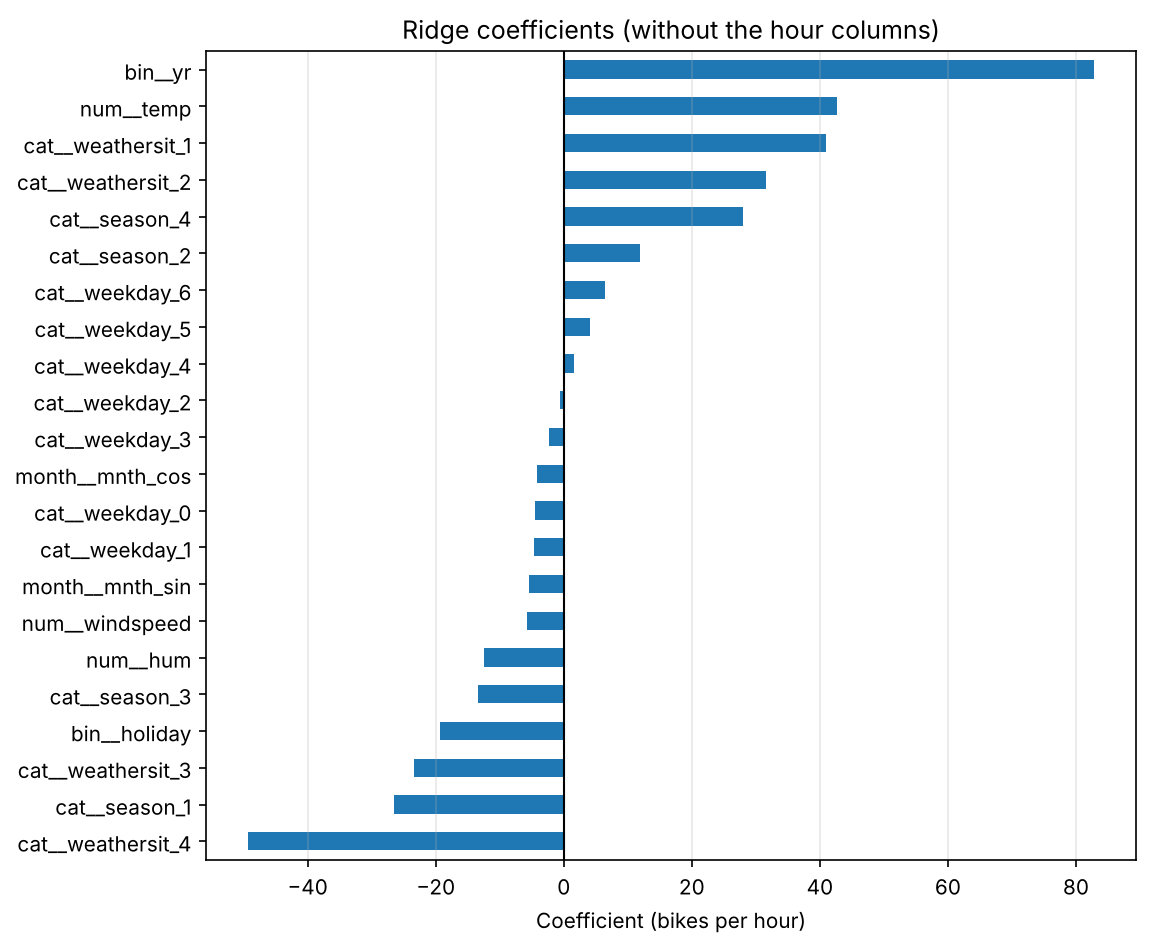 Ridge coefficients (without the hour columns)
bin__yr
num__temp
cat__weathersit_1
cat__weathersit_2
cat__season_4
cat__season_2
cat__weekday_6
cat__weekday_5
cat__weekday_4
cat__weekday_2
cat__weekday_3
month__mnth_cos
cat__weekday_0
cat__weekday_1
month__mnth_sin
num__windspeed
num__hum
cat__season_3
bin__holiday
cat__weathersit_3
cat__season_1
cat__weathersit_4
−40 −20 0 20 40 60 80
Coefficient (bikes per hour)